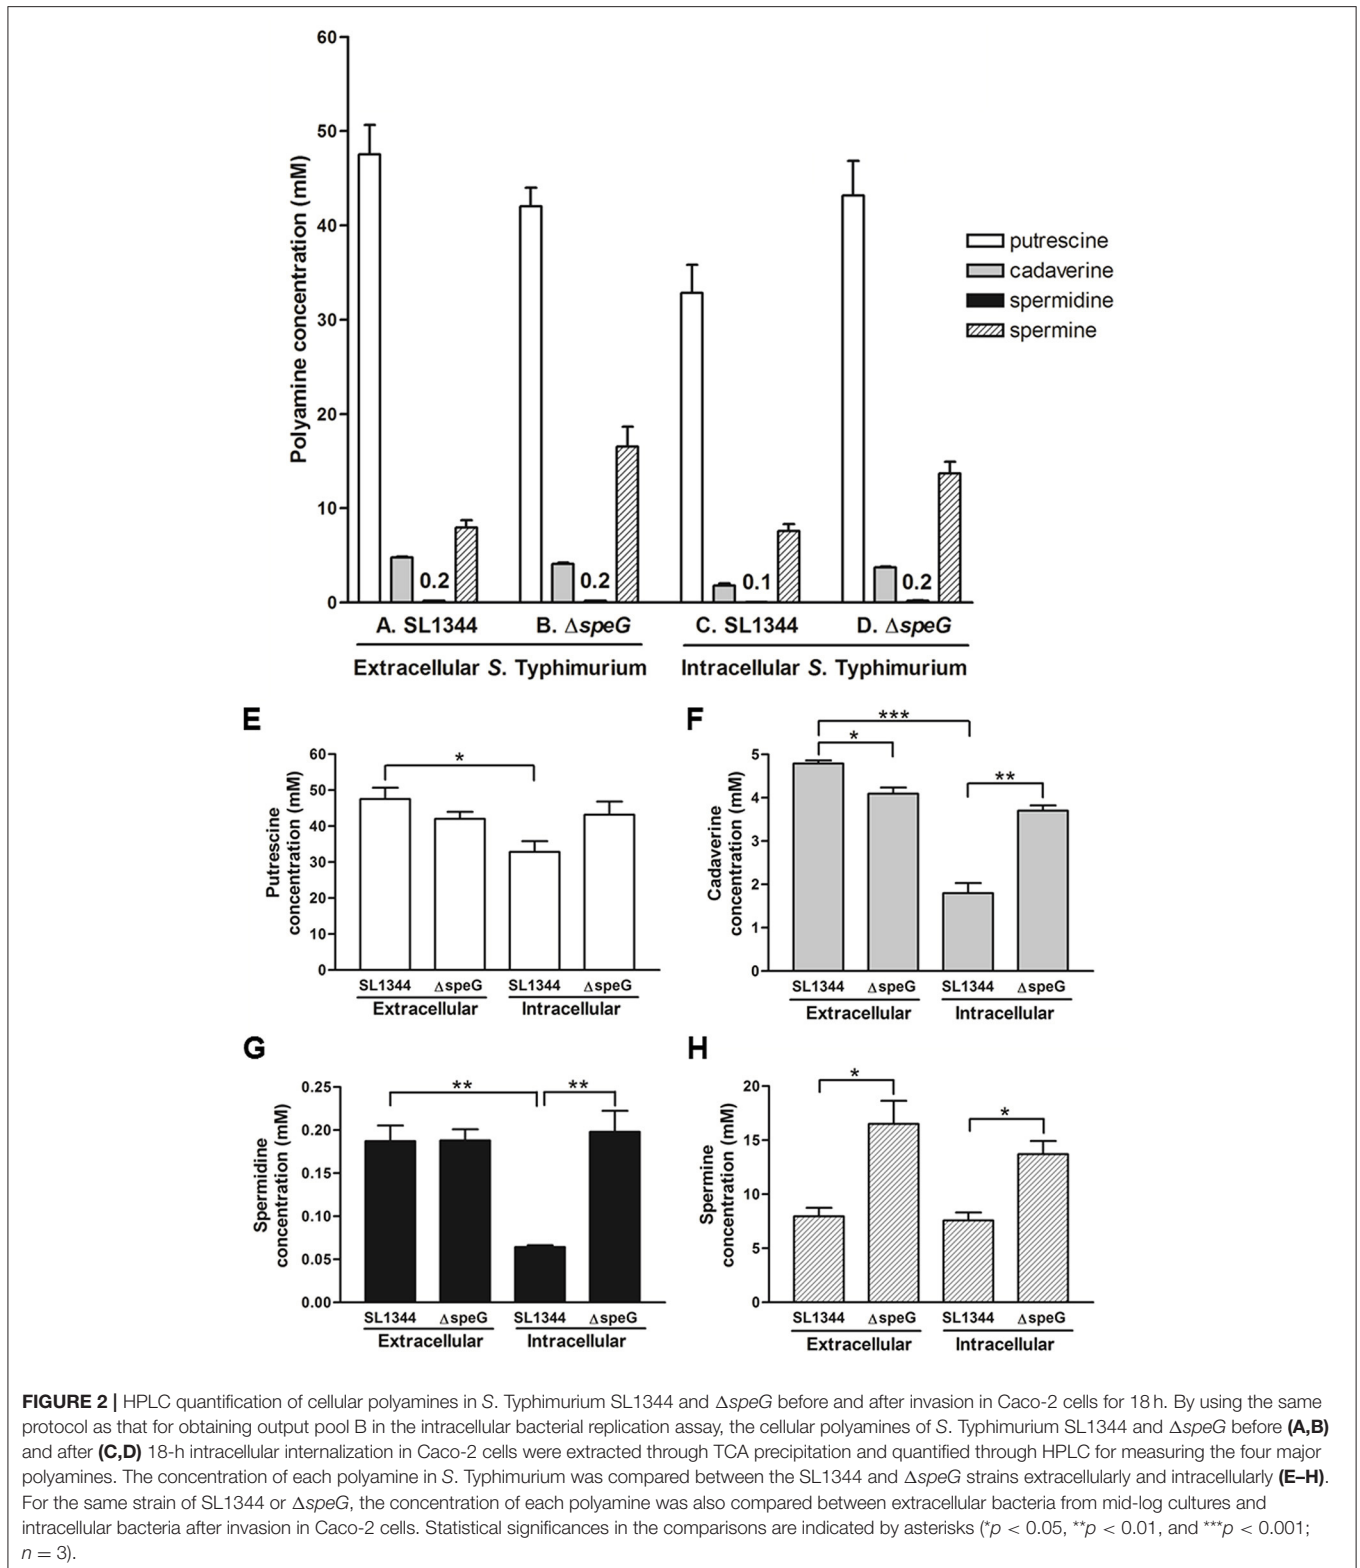 60
50
40
30
20
10
0
Polyamine concentration (mM)
putrescine
cadaverine
spermidine
spermine
0.2
0.2
0.1
0.2
A. SL1344
B. ΔspeG
C. SL1344
D. ΔspeG
Extracellular S. Typhimurium
Intracellular S. Typhimurium
E
Putrescine
concentration (mM)
60
50
40
30
20
10
0
*
SL1344
ΔspeG
SL1344
ΔspeG
Extracellular
Intracellular
F
Cadaverine
concentration (mM)
5
4
3
2
1
0
***
*
**
SL1344
ΔspeG
SL1344
ΔspeG
Extracellular
Intracellular
G
Spermidine
concentration (mM)
0.25
0.20
0.15
0.10
0.05
0.00
**
**
SL1344
ΔspeG
SL1344
ΔspeG
Extracellular
Intracellular
H
Spermine
concentration (mM)
20
15
10
5
0
*
*
SL1344
ΔspeG
SL1344
ΔspeG
Extracellular
Intracellular
FIGURE 2 | HPLC quantification of cellular polyamines in S. Typhimurium SL1344 and ΔspeG before and after invasion in Caco-2 cells for 18 h. By using the same
protocol as that for obtaining output pool B in the intracellular bacterial replication assay, the cellular polyamines of S. Typhimurium SL1344 and ΔspeG before (A,B)
and after (C,D) 18-h intracellular internalization in Caco-2 cells were extracted through TCA precipitation and quantified through HPLC for measuring the four major
polyamines. The concentration of each polyamine in S. Typhimurium was compared between the SL1344 and ΔspeG strains extracellularly and intracellularly (E–H).
For the same strain of SL1344 or ΔspeG, the concentration of each polyamine was also compared between extracellular bacteria from mid-log cultures and
intracellular bacteria after invasion in Caco-2 cells. Statistical significances in the comparisons are indicated by asterisks (*p < 0.05, **p < 0.01, and ***p < 0.001;
n = 3).